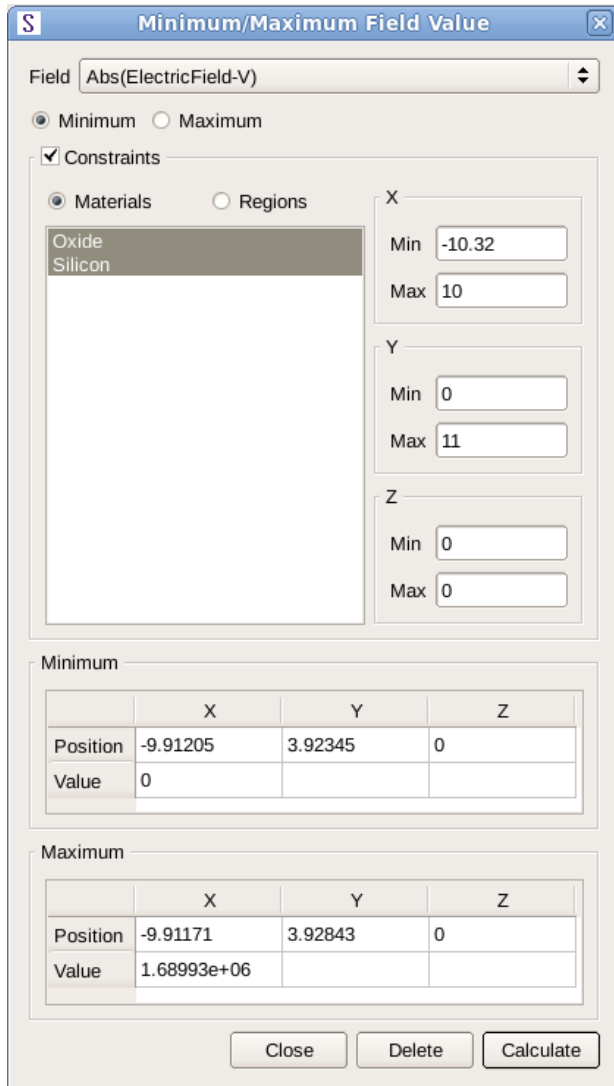 S Minimum/Maximum Field Value
Field Abs(ElectricField-V)
Minimum Maximum
Constraints
Materials Regions
Oxide
Silicon
X
Min -10.32
Max 10
Y
Min 0
Max 11
Z
Min 0
Max 0
Minimum
X Y Z
Position -9.91205 3.92345 0
Value 0
Maximum
X Y Z
Position -9.91171 3.92843 0
Value 1.68993e+06
Close Delete Calculate